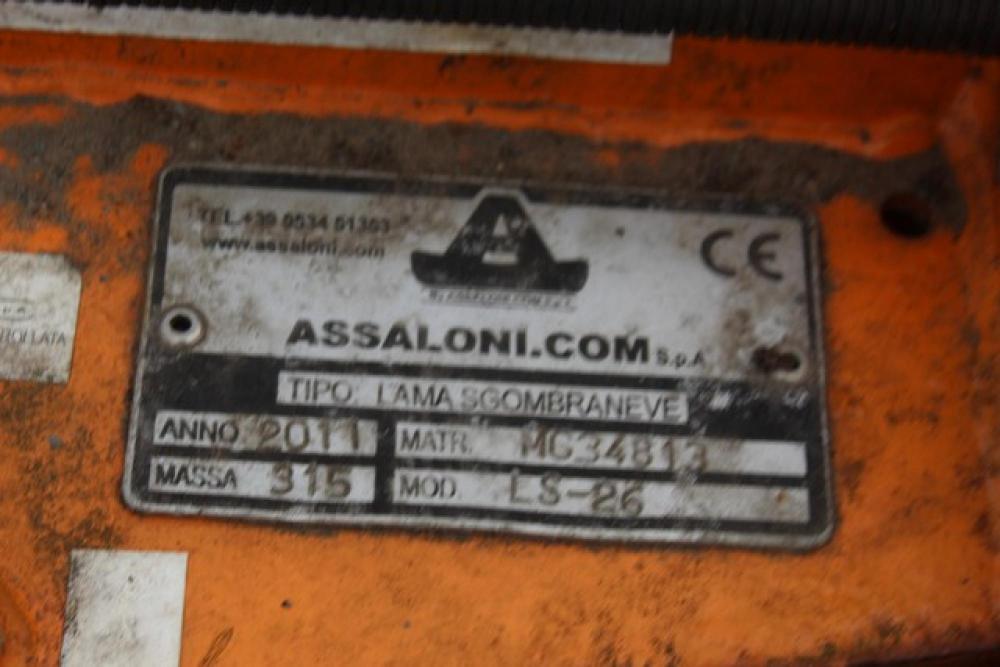 TEL.+39 0534 61303
www.assaloni.com
CE
ASSALONI.COM S.p.A.
TIPO: LAMA SGOMBRANEVE
ANNO 2011
MATR. MG34813
MASSA 315
MOD. LS-26